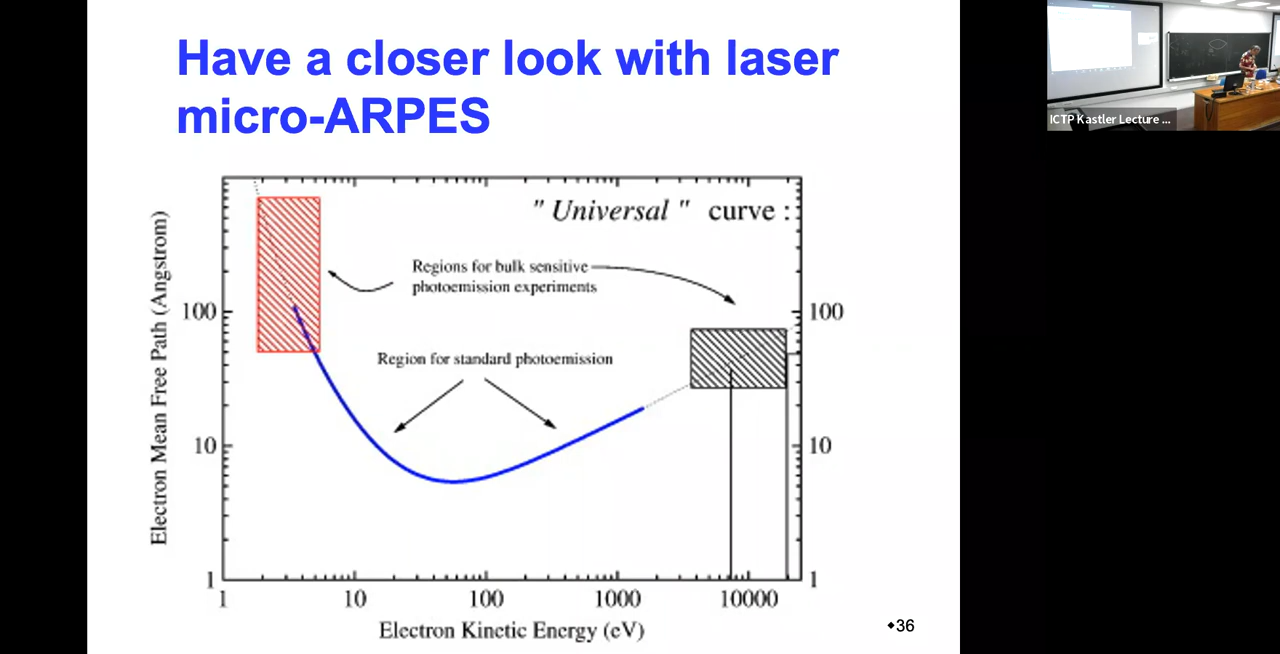 Have a closer look with laser
micro-ARPES
" Universal " curve :
Regions for bulk sensitive
photoemission experiments
Region for standard photoemission
Electron Mean Free Path (Angstrom)
100
10
1
100
10
1
1
10
100
1000
10000
Electron Kinetic Energy (eV)
36
ICTP Kastler Lecture ...